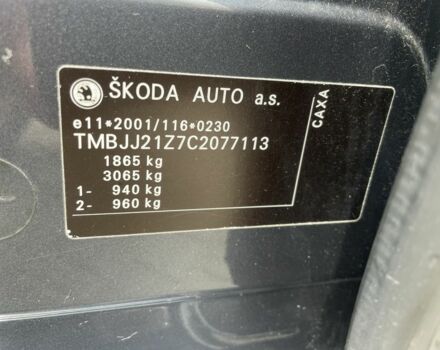 ŠKODA AUTO a.s.
e11*2001/116*0230
TMBJJ21Z7C2077113
1865 kg
3065 kg
1- 940 kg
2- 960 kg
CAXA